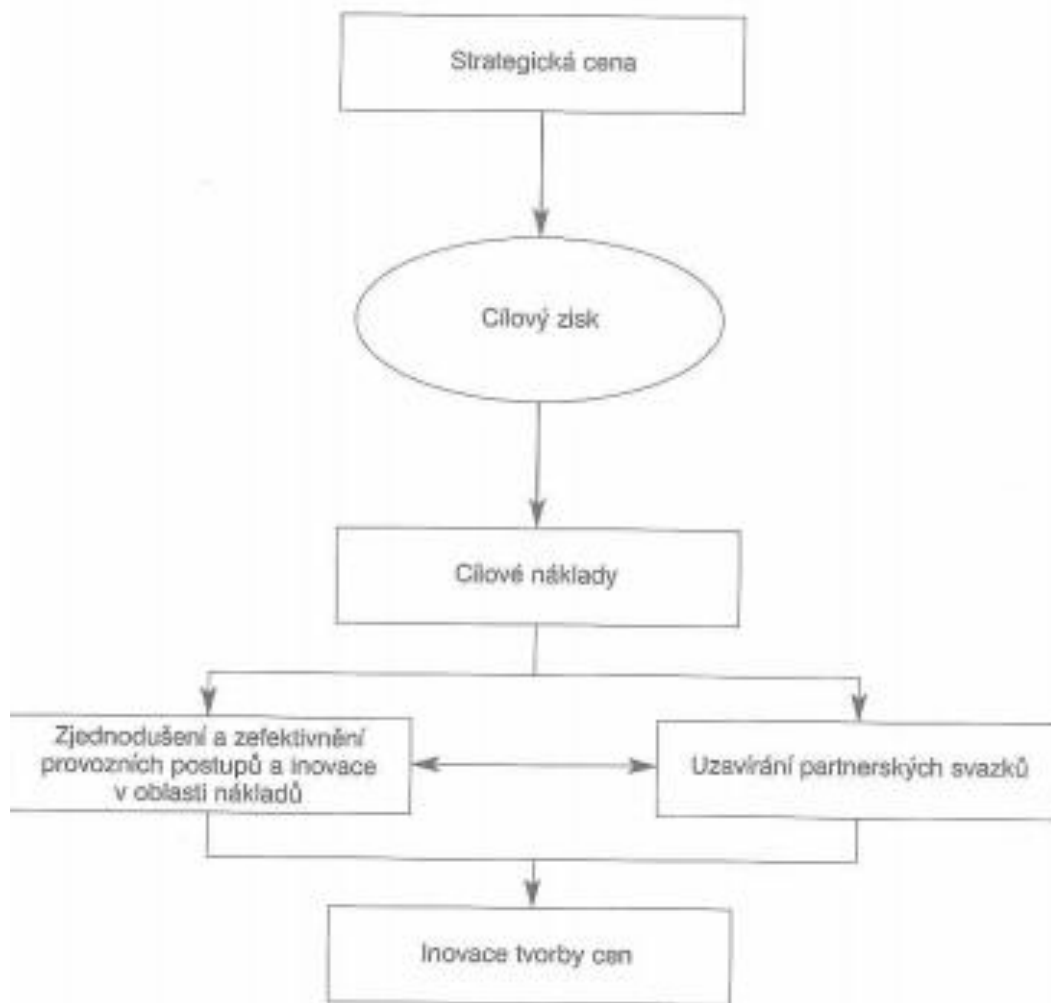 Strategická cena
Cílový zisk
Cílové náklady
Zjednodušení a zefektivnění
provozních postupů a inovace
v oblasti nákladů
Uzavírání partnerských svazků
Inovace tvorby cen